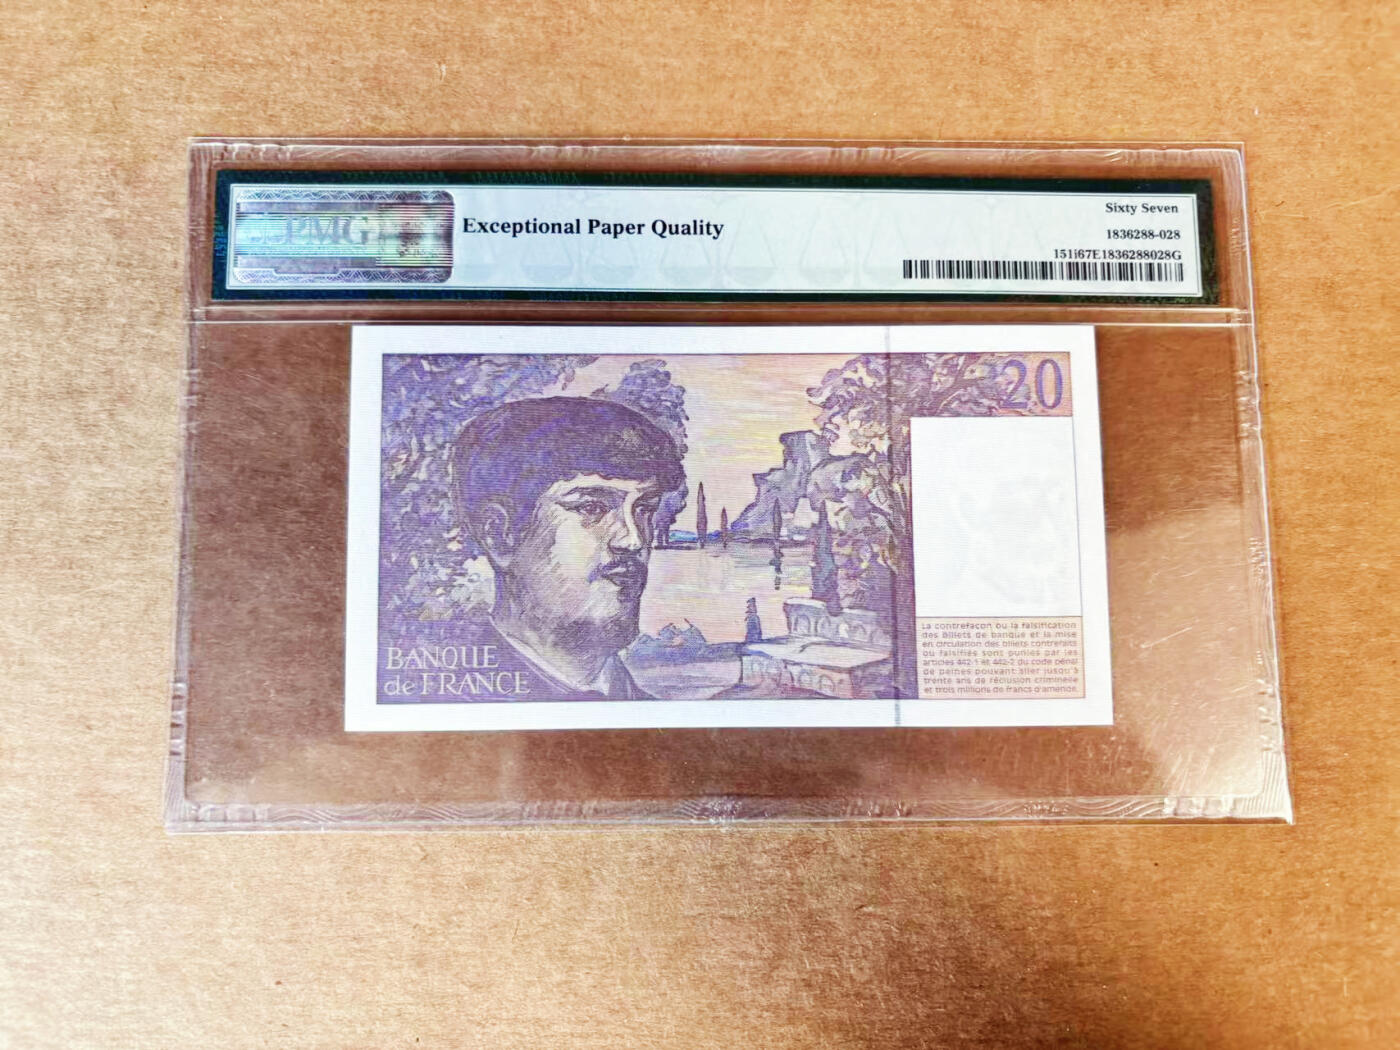 PMG
Exceptional Paper Quality
Sixty Seven
1836288-028
151i67E1836288028G
20
BANQUE
de FRANCE
La contrefaçon ou la falsification
des billets de banque et la mise
en circulation des billets contrefaits
ou falsifiés sont punies par les
articles 442-1 et 442-2 du code pénal
de peines pouvant aller jusqu'à
trente ans de réclusion criminelle
et trois millions de francs d'amende.